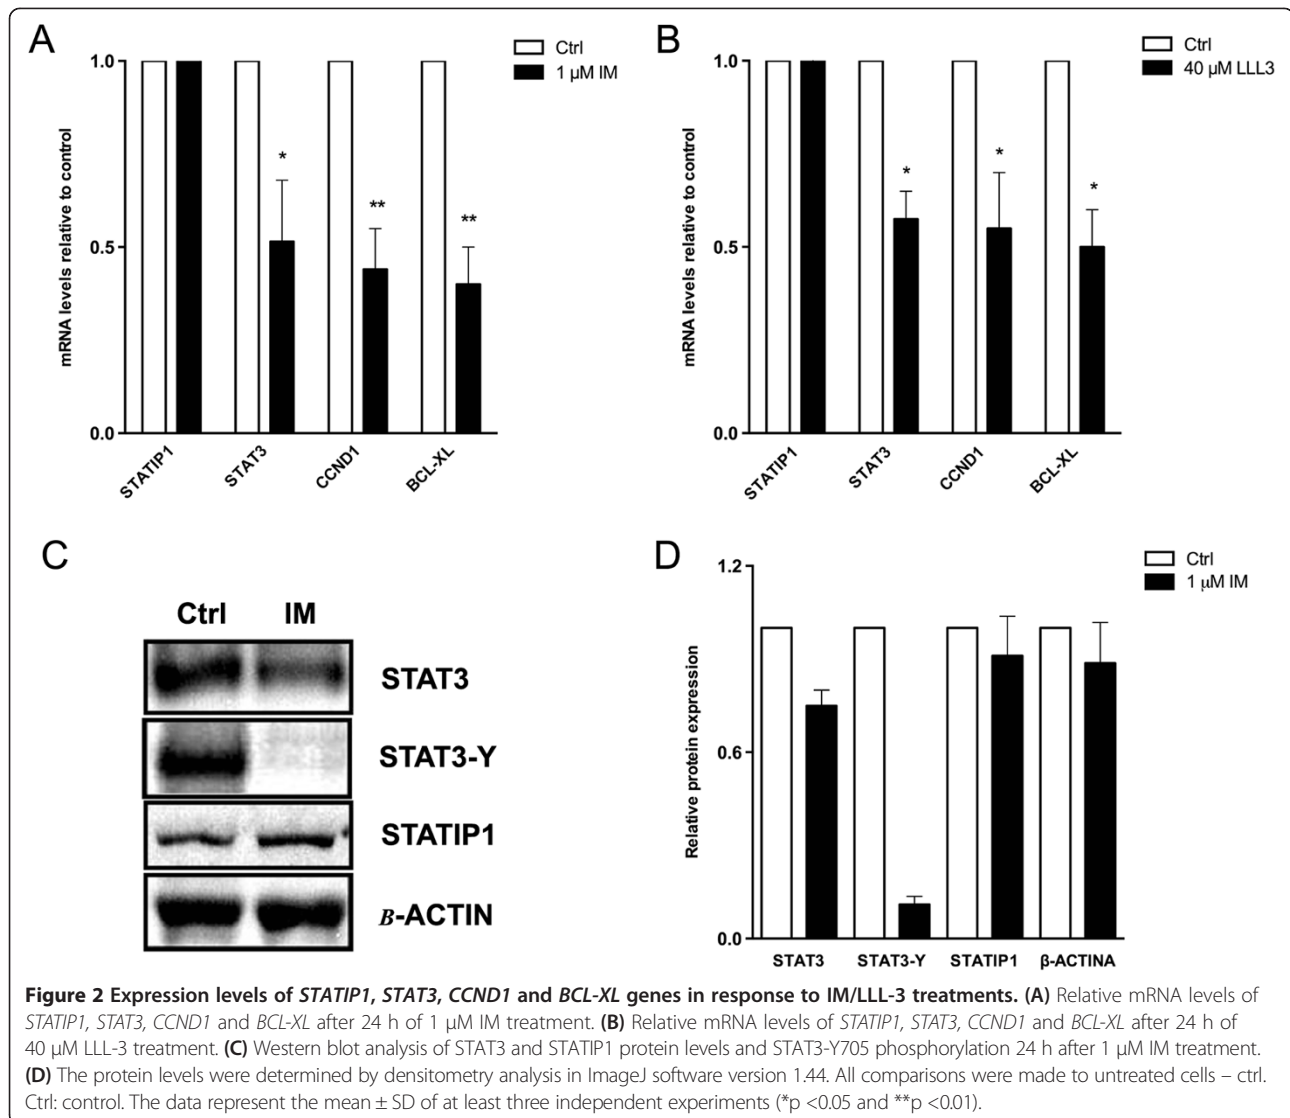 A
Ctrl
1 µM IM
mRNA levels relative to control
1.0
0.5
0.0
*
**
**
STATIP1
STAT3
CCND1
BCL-XL
B
Ctrl
40 µM LLL3
mRNA levels relative to control
1.0
0.5
0.0
*
*
*
STATIP1
STAT3
CCND1
BCL-XL
C
Ctrl IM
STAT3
STAT3-Y
STATIP1
B-ACTIN
D
Ctrl
1 µM IM
Relative protein expression
1.2
0.6
0.0
STAT3 STAT3-Y STATIP1 β-ACTINA
Figure 2 Expression levels of STATIP1, STAT3, CCND1 and BCL-XL genes in response to IM/LLL-3 treatments. (A) Relative mRNA levels of
STATIP1, STAT3, CCND1 and BCL-XL after 24 h of 1 µM IM treatment. (B) Relative mRNA levels of STATIP1, STAT3, CCND1 and BCL-XL after 24 h of
40 µM LLL-3 treatment. (C) Western blot analysis of STAT3 and STATIP1 protein levels and STAT3-Y705 phosphorylation 24 h after 1 µM IM treatment.
(D) The protein levels were determined by densitometry analysis in ImageJ software version 1.44. All comparisons were made to untreated cells – ctrl.
Ctrl: control. The data represent the mean ± SD of at least three independent experiments (*p <0.05 and **p <0.01).